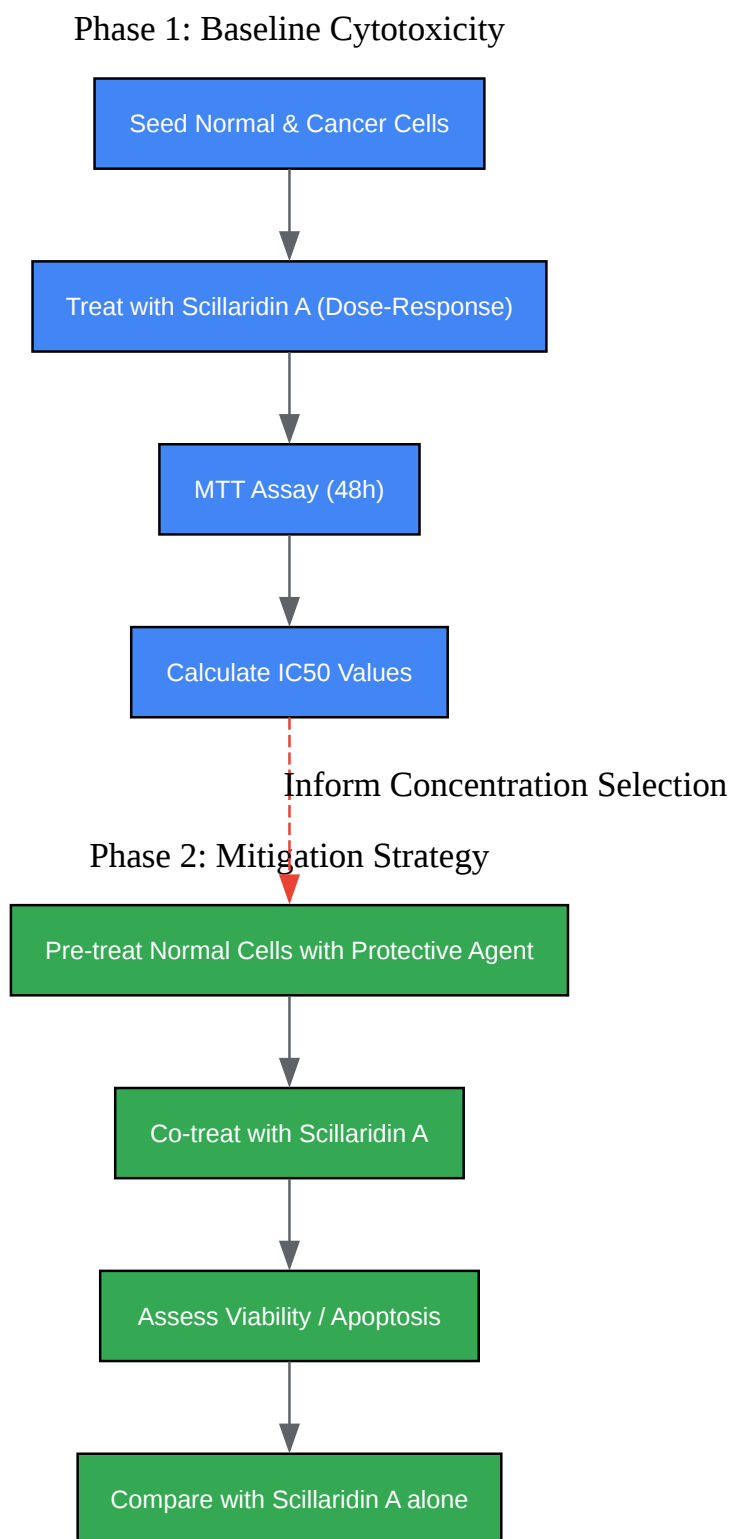 Phase 1: Baseline Cytotoxicity
Seed Normal & Cancer Cells
Treat with Scillaridin A (Dose-Response)
MTT Assay (48h)
Calculate IC50 Values
Inform Concentration Selection
Phase 2: Mitigation Strategy
Pre-treat Normal Cells with Protective Agent
Co-treat with Scillaridin A
Assess Viability / Apoptosis
Compare with Scillaridin A alone